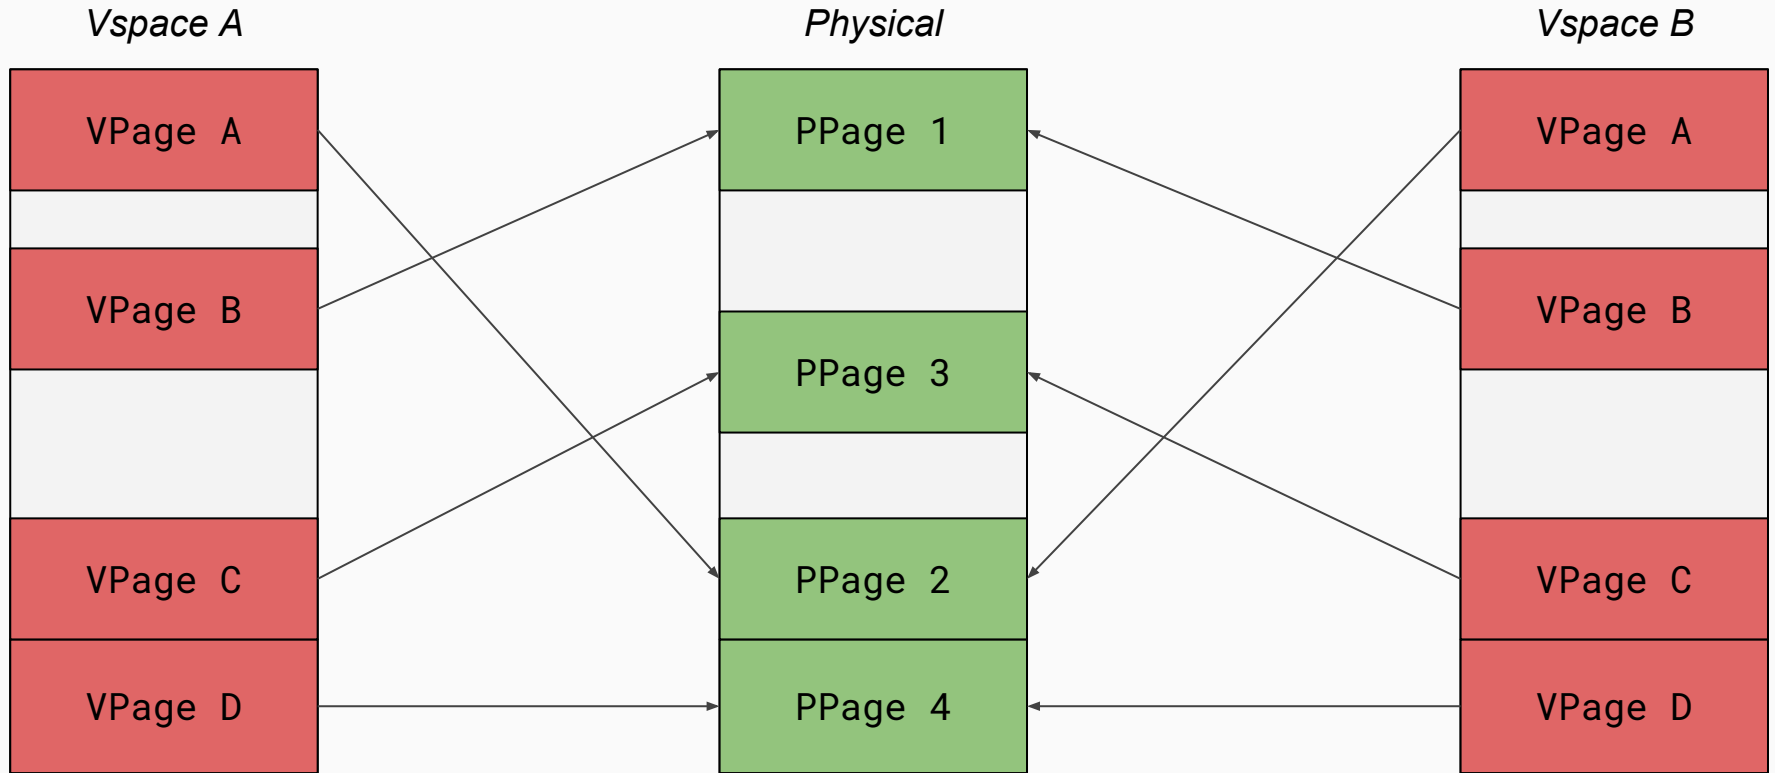 Vspace A
Physical
Vspace B
VPage A
PPage 1
VPage A
VPage B
VPage B
PPage 3
VPage C
PPage 2
VPage C
VPage D
PPage 4
VPage D